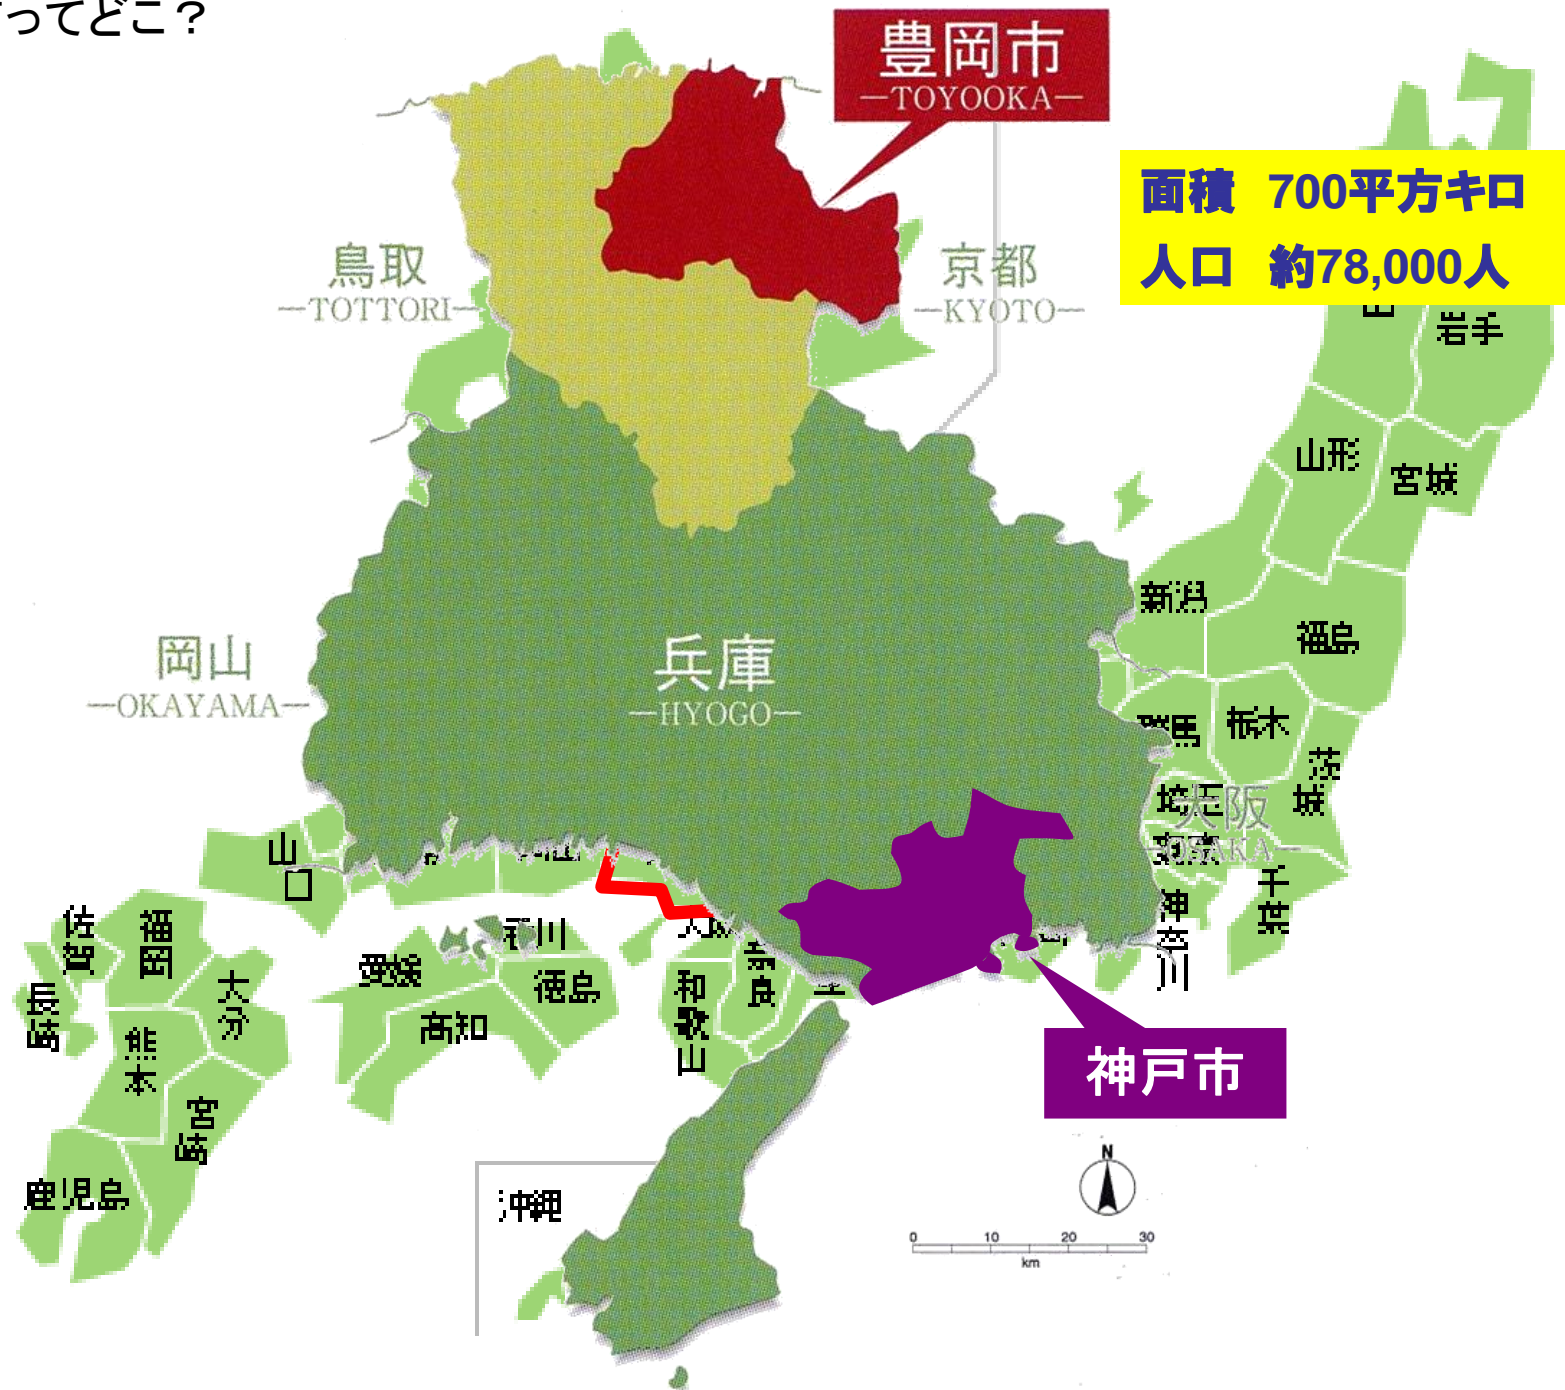 ってどこ？
豊岡市
—TOYOOKA—
面積 700平方キロ
人口 約78,000人
鳥取
—TOTTORI—
京都
—KYOTO—
岩手
山形
宮城
新潟
福島
岡山
—OKAYAMA—
兵庫
—HYOGO—
栃木
茨城
大阪
—OSAKA—
千葉
山口
佐賀
福岡
長崎
大分
熊本
宮崎
鹿児島
愛媛
香川
徳島
高知
和歌山
奈良
神戸市
沖縄
N
0 10 20 30
km